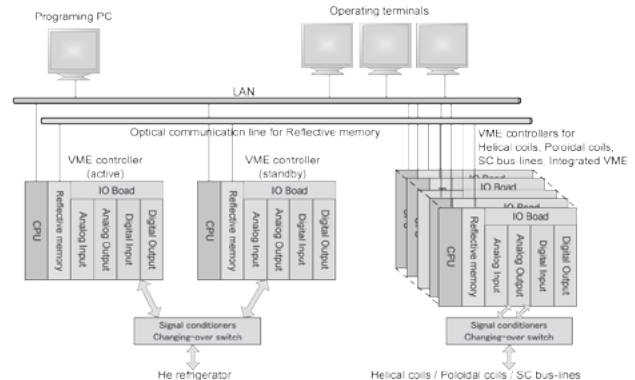 Programing PC
Operating terminals
LAN
Optical communication line for Reflective memory
VME controllers for
Helical coils, Poloidal coils,
SC bus lines, Integrated VME
VME controller
(active)
VME controller
(standby)
CPU
Reflective memory
IO Boad
Analog Input
Analog Output
Digital Input
Digital Output
CPU
Reflective memory
IO Boad
Analog Input
Analog Output
Digital Input
Digital Output
IO Boad
CPU
Reflective memory
Analog Input
Analog Output
Digital Input
Digital Output
Signal conditioners
Changing-over switch
Signal conditioners
Changing-over switch
He refrigerator
Helical coils / Poloidal coils / SC bus-lines